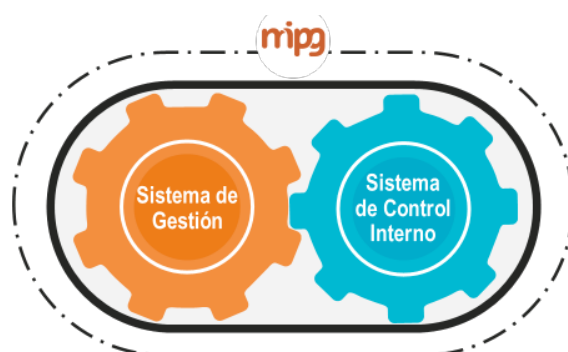 mipg
Sistema de
Gestión
Sistema
de Control
Interno